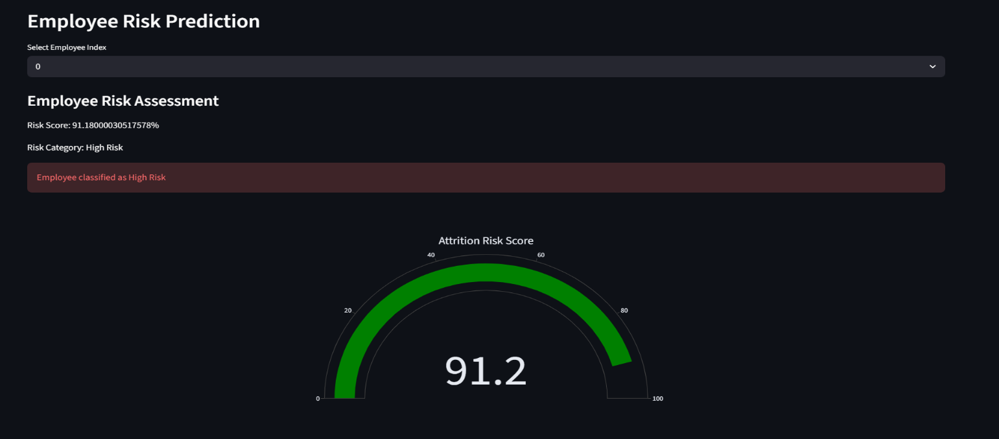 Employee Risk Prediction
Select Employee Index
0
Employee Risk Assessment
Risk Score: 91.18000030517578%
Risk Category: High Risk
Employee classified as High Risk
Attrition Risk Score
40
60
20
80
91.2
0
100